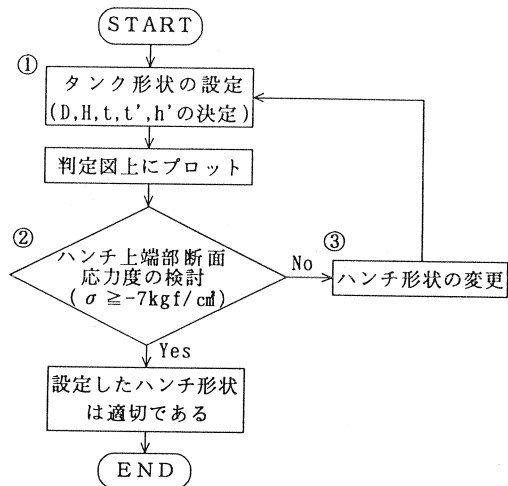 START
①
タンク形状の設定
(D,H,t,t',h'の決定)
判定図上にプロット
②
ハンチ上端部断面
応力度の検討
(σ≧-7kgf/c㎡)
③
No
ハンチ形状の変更
Yes
設定したハンチ形状
は適切である
END